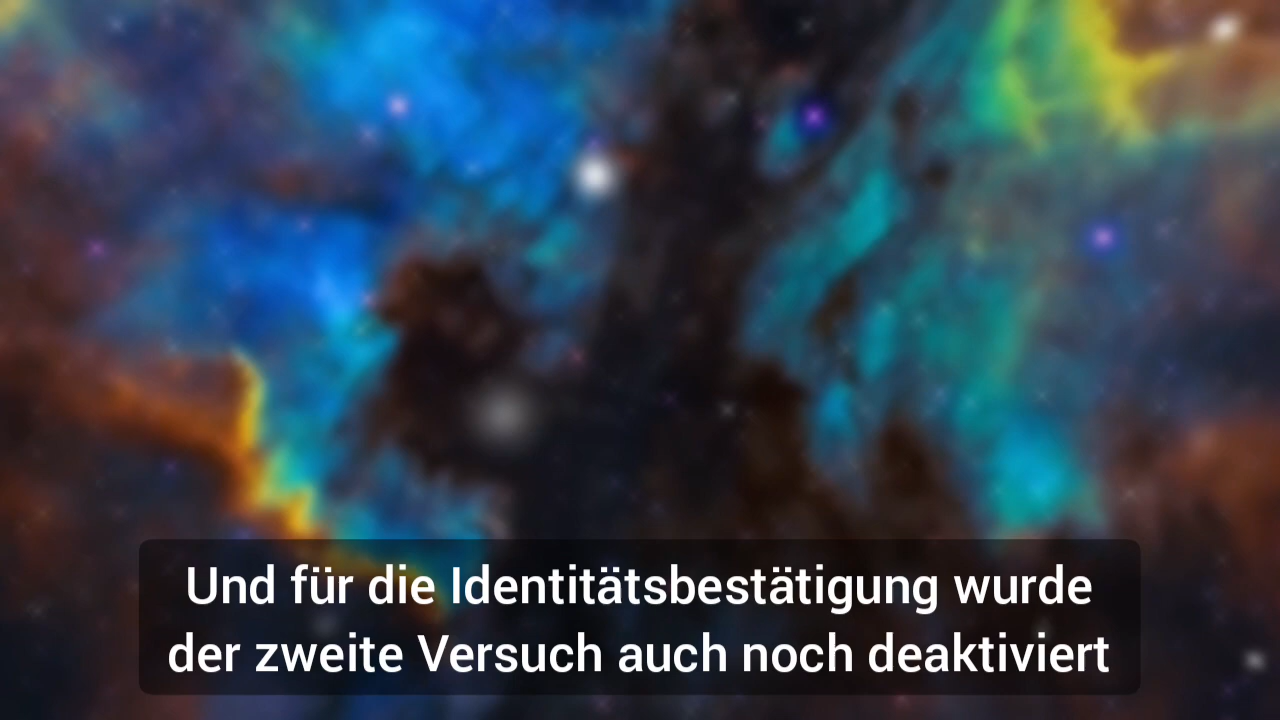 Und für die Identitätsbestätigung wurde
der zweite Versuch auch noch deaktiviert